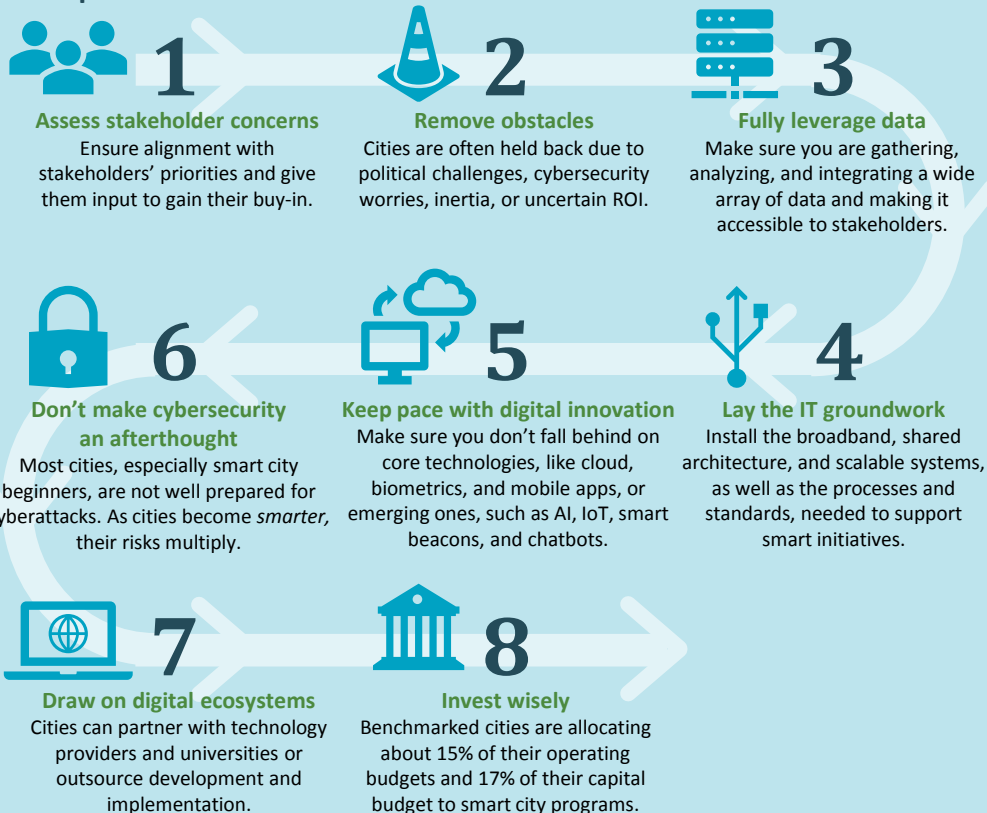 1
Assess stakeholder concerns
Ensure alignment with
stakeholders' priorities and give
them input to gain their buy-in.
2
Remove obstacles
Cities are often held back due to
political challenges, cybersecurity
worries, inertia, or uncertain ROI.
3
Fully leverage data
Make sure you are gathering,
analyzing, and integrating a wide
array of data and making it
accessible to stakeholders.
4
Lay the IT groundwork
Install the broadband, shared
architecture, and scalable systems,
as well as the processes and
standards, needed to support
smart initiatives.
5
Keep pace with digital innovation
Make sure you don't fall behind on
core technologies, like cloud,
biometrics, and mobile apps, or
emerging ones, such as AI, IoT, smart
beacons, and chatbots.
6
Don't make cybersecurity
an afterthought
Most cities, especially smart city
beginners, are not well prepared for
yberattacks. As cities become smarter,
their risks multiply.
7
Draw on digital ecosystems
Cities can partner with technology
providers and universities or
outsource development and
implementation.
8
Invest wisely
Benchmarked cities are allocating
about 15% of their operating
budgets and 17% of their capital
budget to smart city programs.